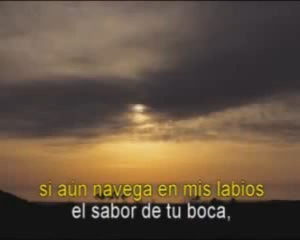 si aún navega en mis labios
el sabor de tu boca,